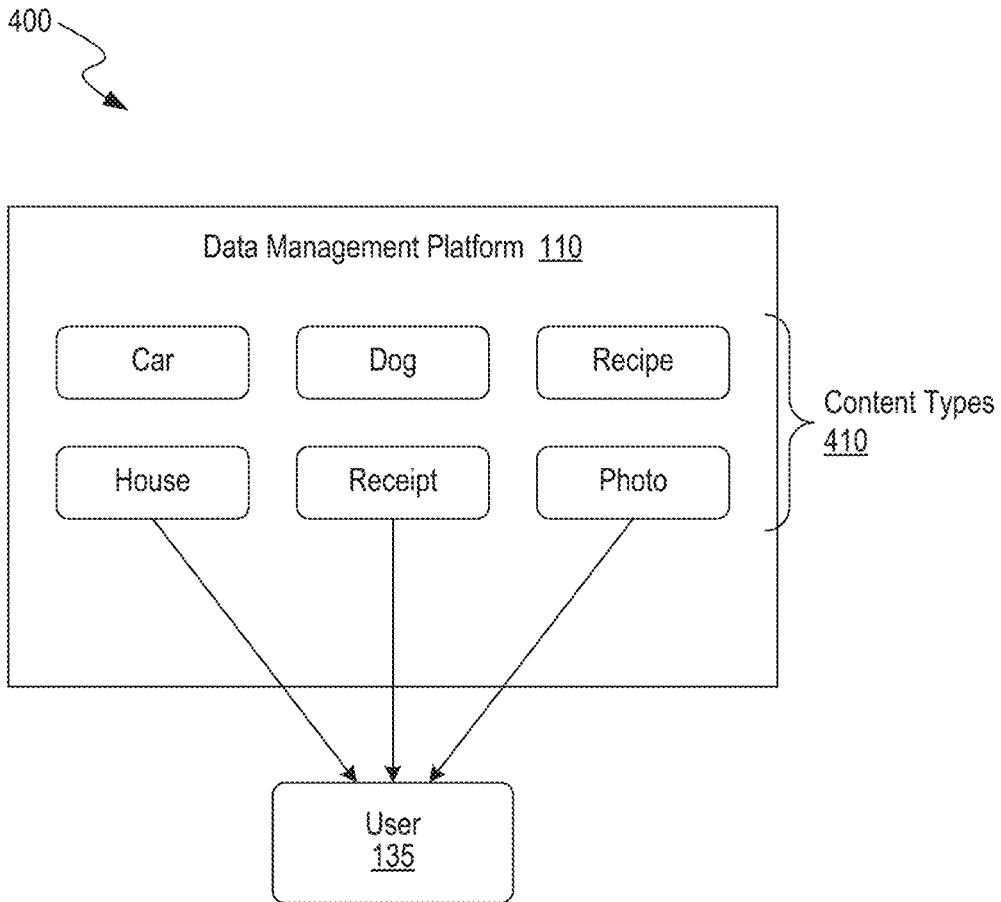 400
Data Management Platform 110
Car
Dog
Recipe
Content Types
410
House
Receipt
Photo
User
135